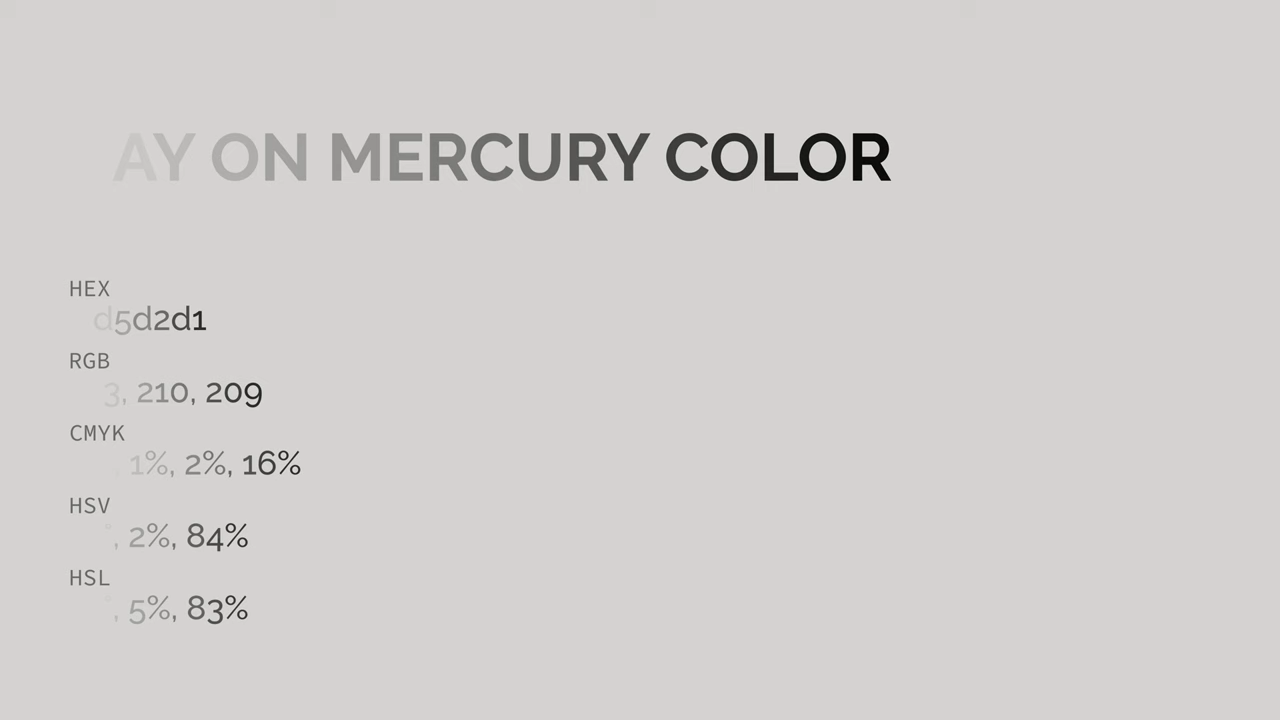 AY ON MERCURY COLOR
HEX
d5d2d1
RGB
3, 210, 209
CMYK
, 1%, 2%, 16%
HSV
°, 2%, 84%
HSL
°, 5%, 83%